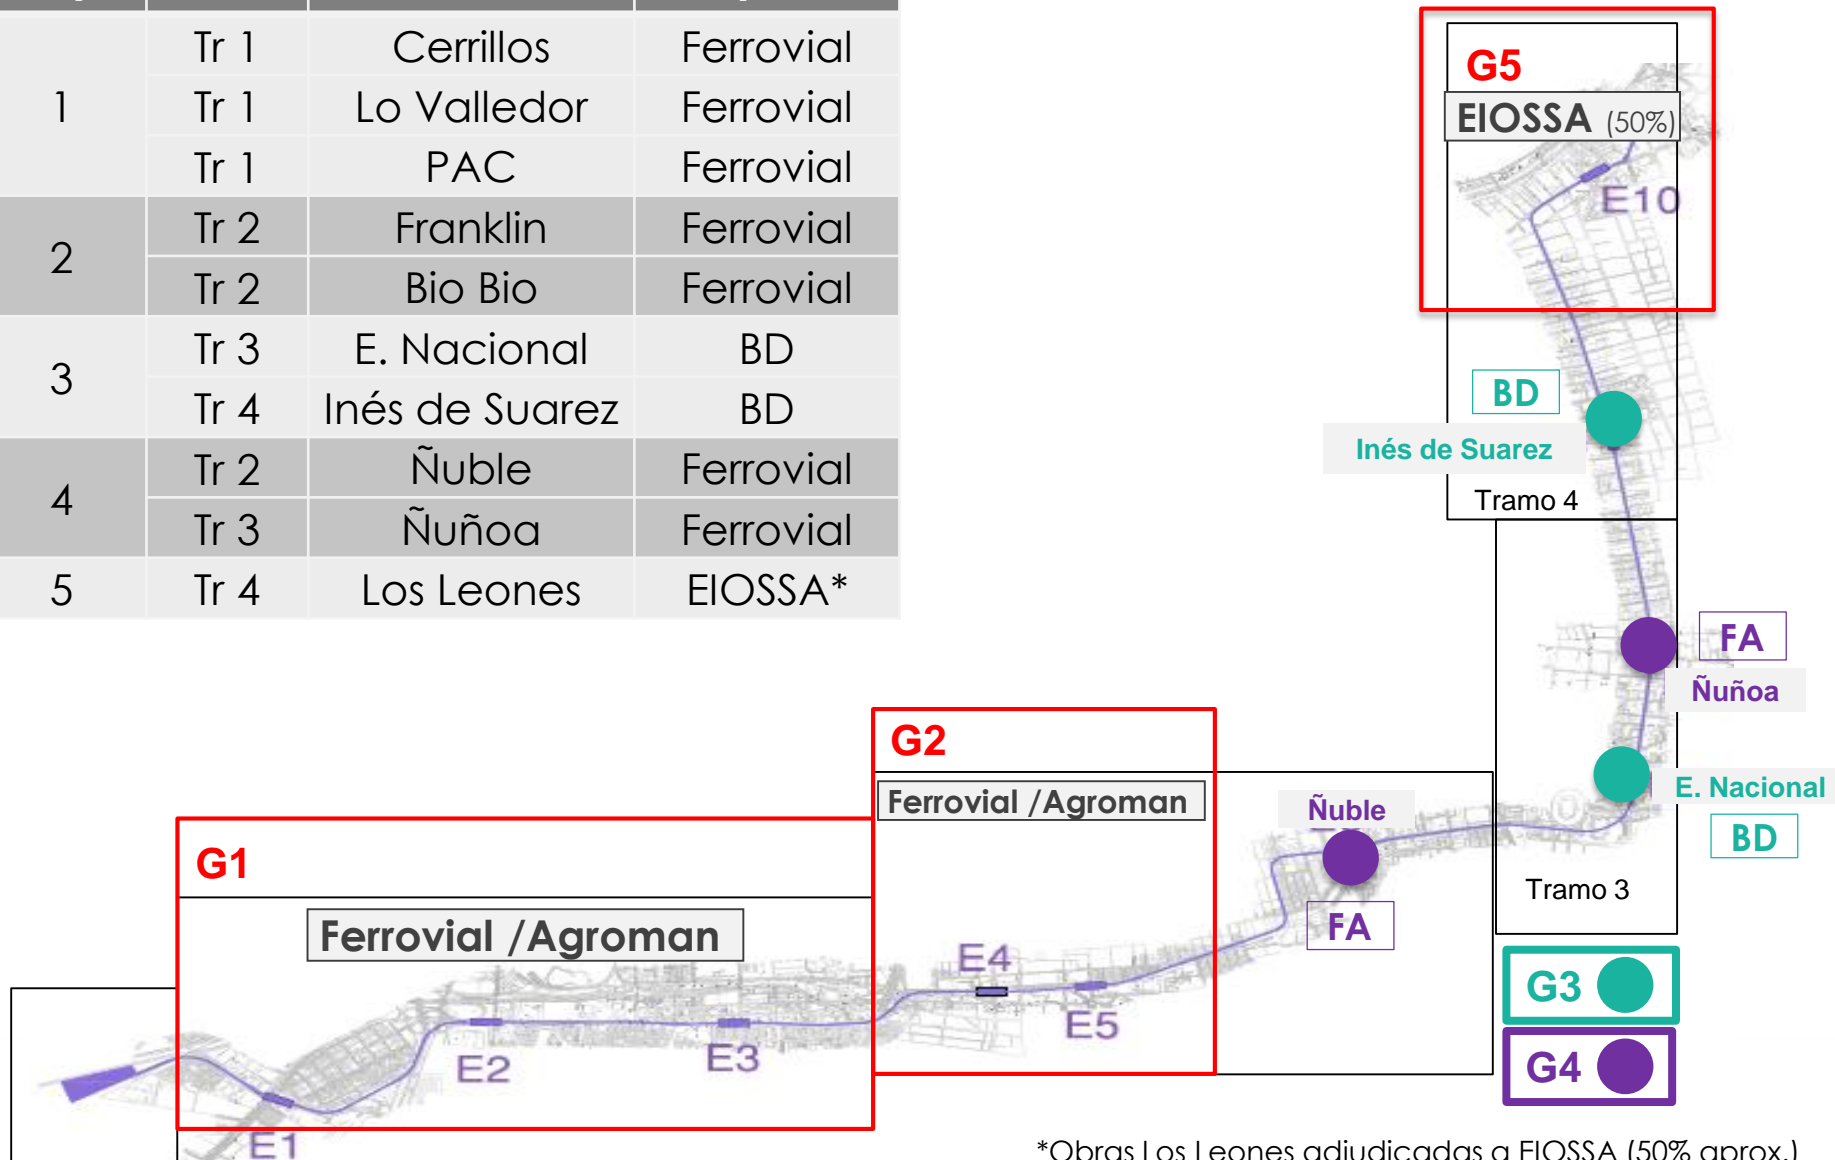 1
Tr 1 Cerrillos Ferrovial
Tr 1 Lo Valledor Ferrovial
Tr 1 PAC Ferrovial
2
Tr 2 Franklin Ferrovial
Tr 2 Bio Bio Ferrovial
3
Tr 3 E. Nacional BD
Tr 4 Inés de Suarez BD
4
Tr 2 Ñuble Ferrovial
Tr 3 Ñuñoa Ferrovial
5 Tr 4 Los Leones EIOSSA*
G5
EIOSSA (50%)
E10
BD
Inés de Suarez
Tramo 4
FA
Ñuñoa
E. Nacional
BD
Tramo 3
G2
Ferrovial /Agroman
Ñuble
FA
E4
E5
G1
Ferrovial /Agroman
E2
E3
E1
G3
G4
*Obras Los Leones adjudicadas a EIOSSA (50% aprox.)